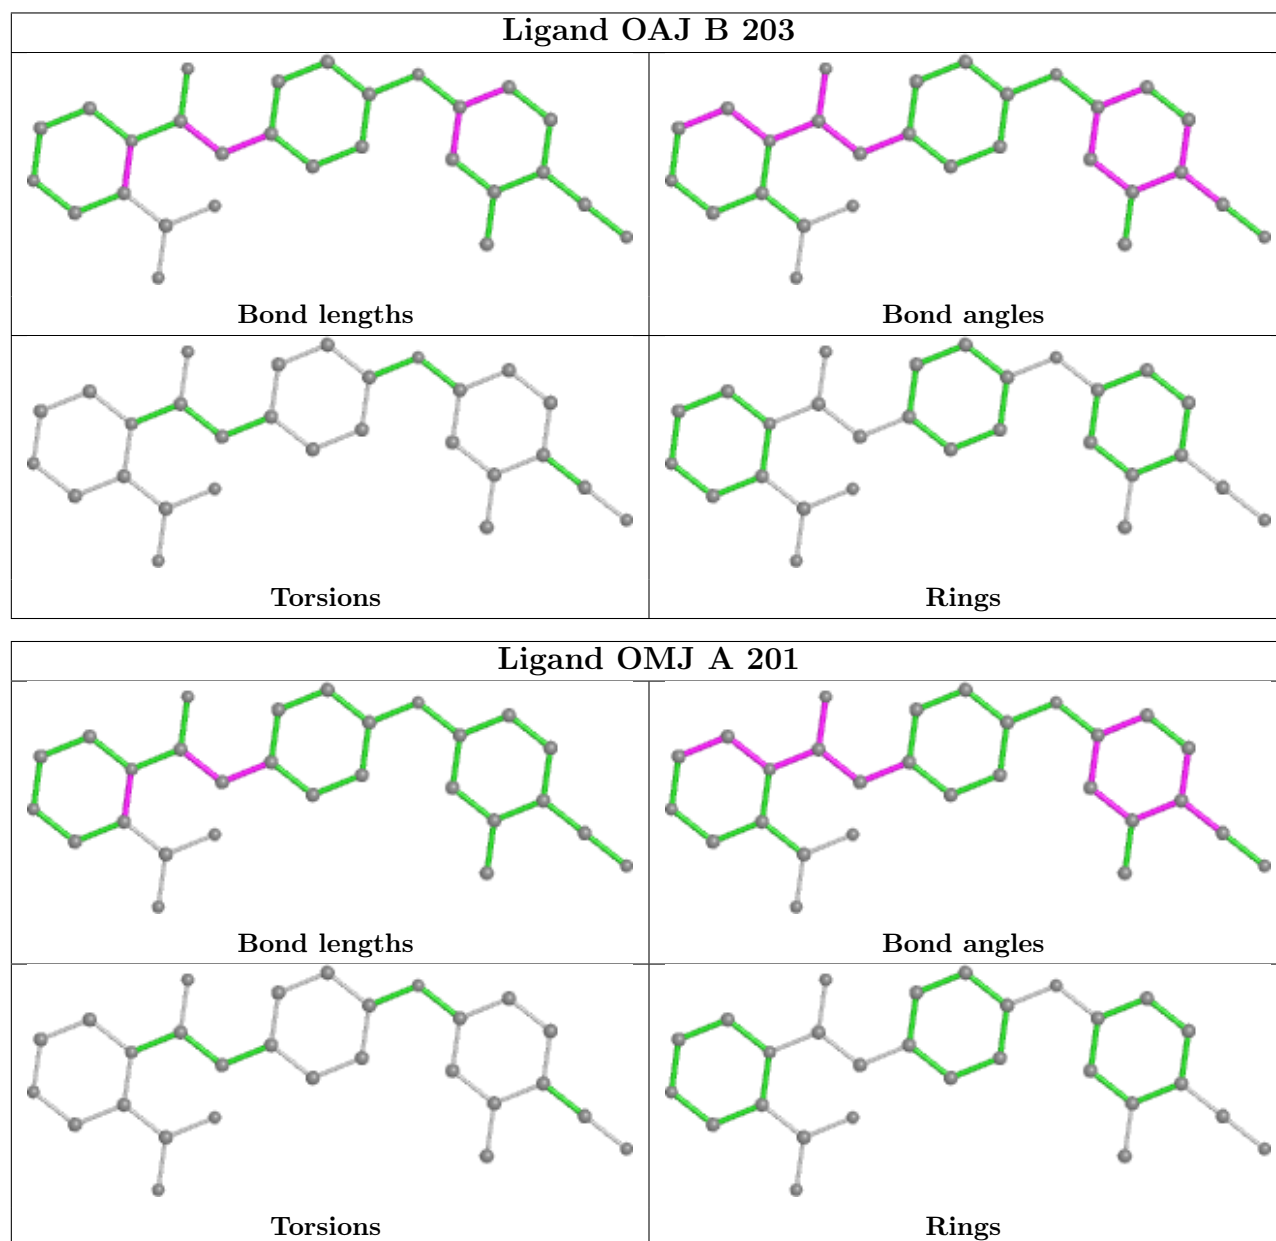 Ligand OAJ B 203
Bond lengths
Bond angles
Torsions
Rings
Ligand OMJ A 201
Bond lengths
Bond angles
Torsions
Rings